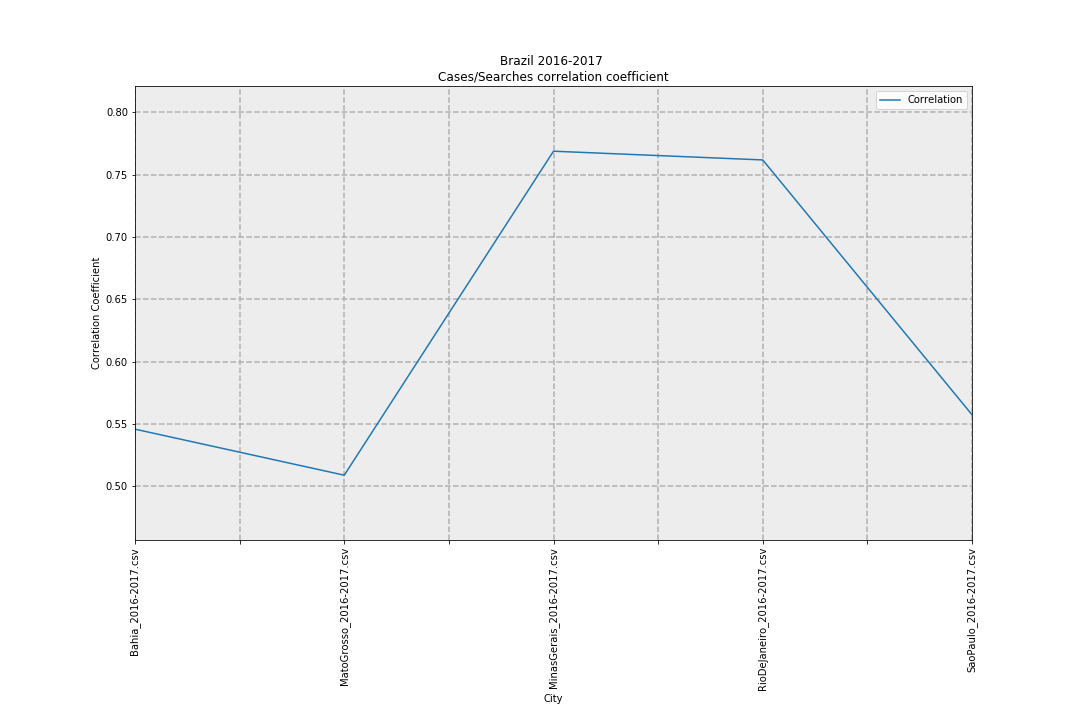 Brazil 2016-2017
Cases/Searches correlation coefficient
Correlation
0.80
0.75
0.70
0.65
0.60
0.55
0.50
Correlation Coefficient
Bahia_2016-2017.csv
MatoGrosso_2016-2017.csv
MinasGerais_2016-2017.csv
RioDeJaneiro_2016-2017.csv
SaoPaulo_2016-2017.csv
City